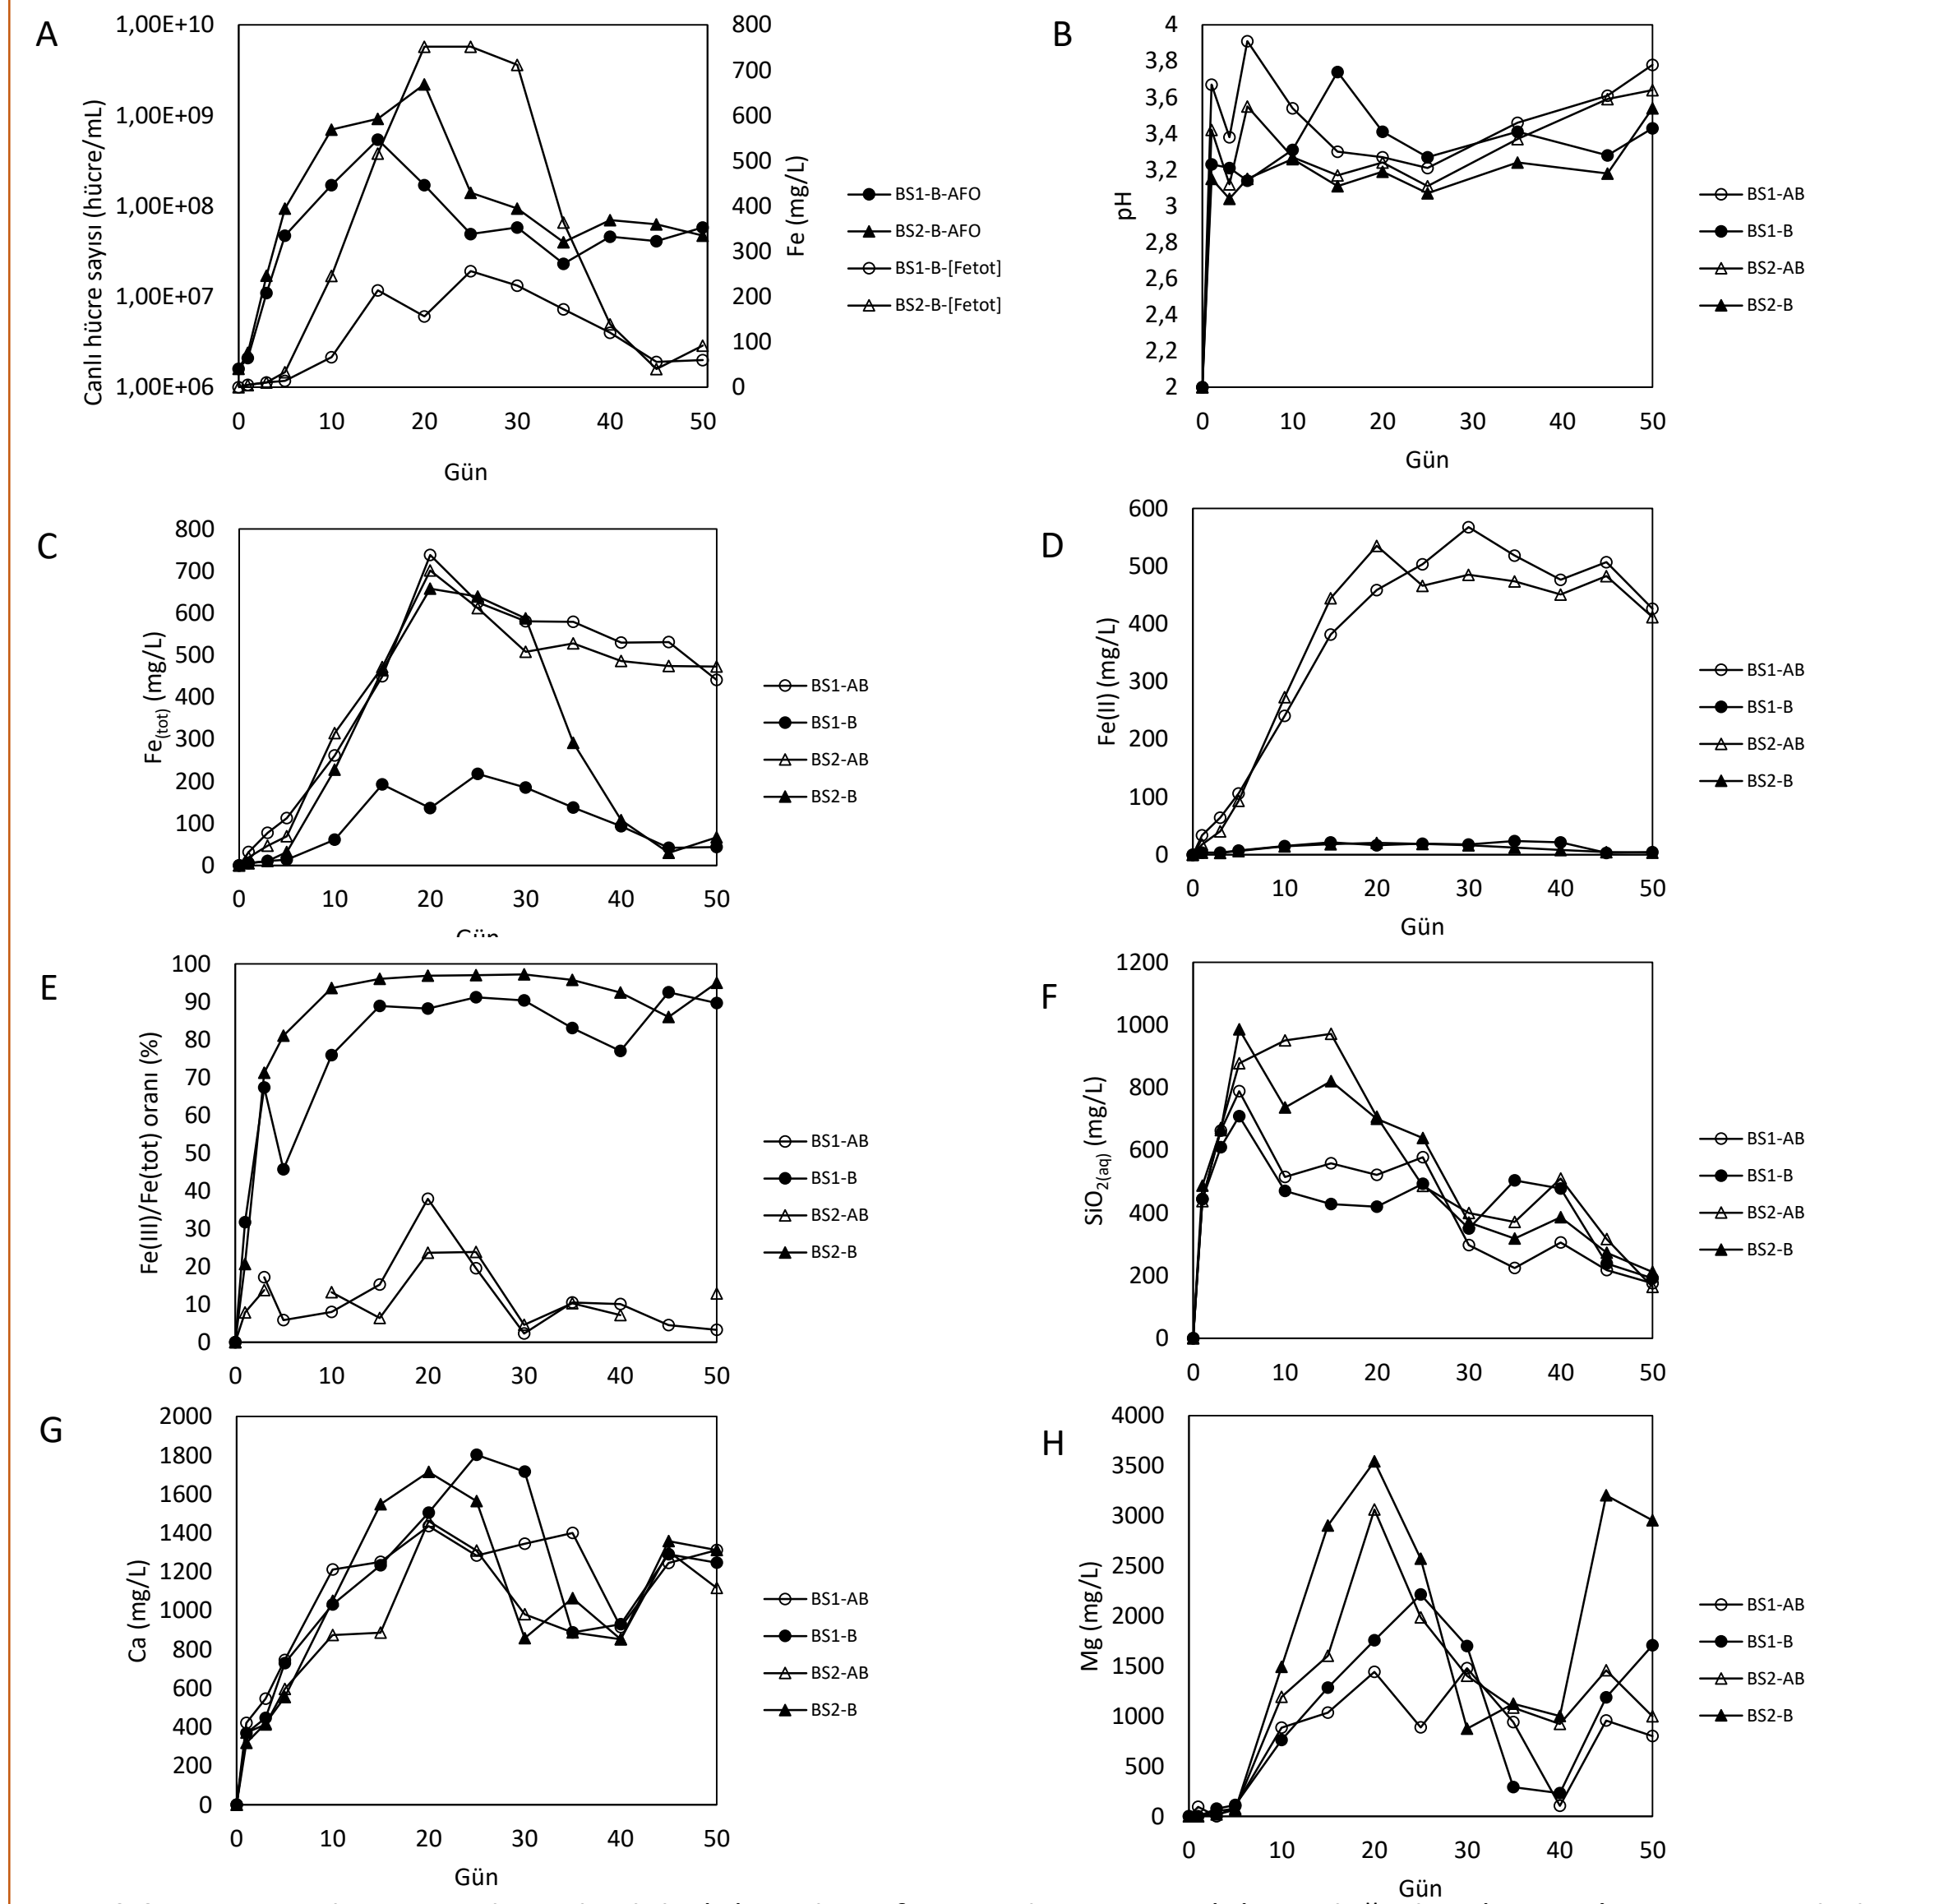 A
1,00E+10
1,00E+09
1,00E+08
1,00E+07
1,00E+06
Canlı hücre sayısı (hücre/mL)
800
700
600
500
400
300
200
100
0
Fe (mg/L)
0 10 20 30 40 50
Gün
BS1-B-AFO
BS2-B-AFO
BS1-B-[Fetot]
BS2-B-[Fetot]
B
4
3,8
3,6
3,4
3,2
3
2,8
2,6
2,4
2,2
2
pH
0 10 20 30 40 50
Gün
BS1-AB
BS1-B
BS2-AB
BS2-B
C
800
700
600
500
400
300
200
100
0
Fe(tot) (mg/L)
0 10 20 30 40 50
Gün
BS1-AB
BS1-B
BS2-AB
BS2-B
D
600
500
400
300
200
100
0
Fe(II) (mg/L)
0 10 20 30 40 50
Gün
BS1-AB
BS1-B
BS2-AB
BS2-B
E
100
90
80
70
60
50
40
30
20
10
0
Fe(III)/Fe(tot) oranı (%)
0 10 20 30 40 50
BS1-AB
BS1-B
BS2-AB
BS2-B
F
1200
1000
800
600
400
200
0
SiO2(aq) (mg/L)
0 10 20 30 40 50
BS1-AB
BS1-B
BS2-AB
BS2-B
G
2000
1800
1600
1400
1200
1000
800
600
400
200
0
Ca (mg/L)
0 10 20 30 40 50
Gün
BS1-AB
BS1-B
BS2-AB
BS2-B
H
4000
3500
3000
2500
2000
1500
1000
500
0
Mg (mg/L)
0 10 20 30 40 50
Gün
BS1-AB
BS1-B
BS2-AB
BS2-B